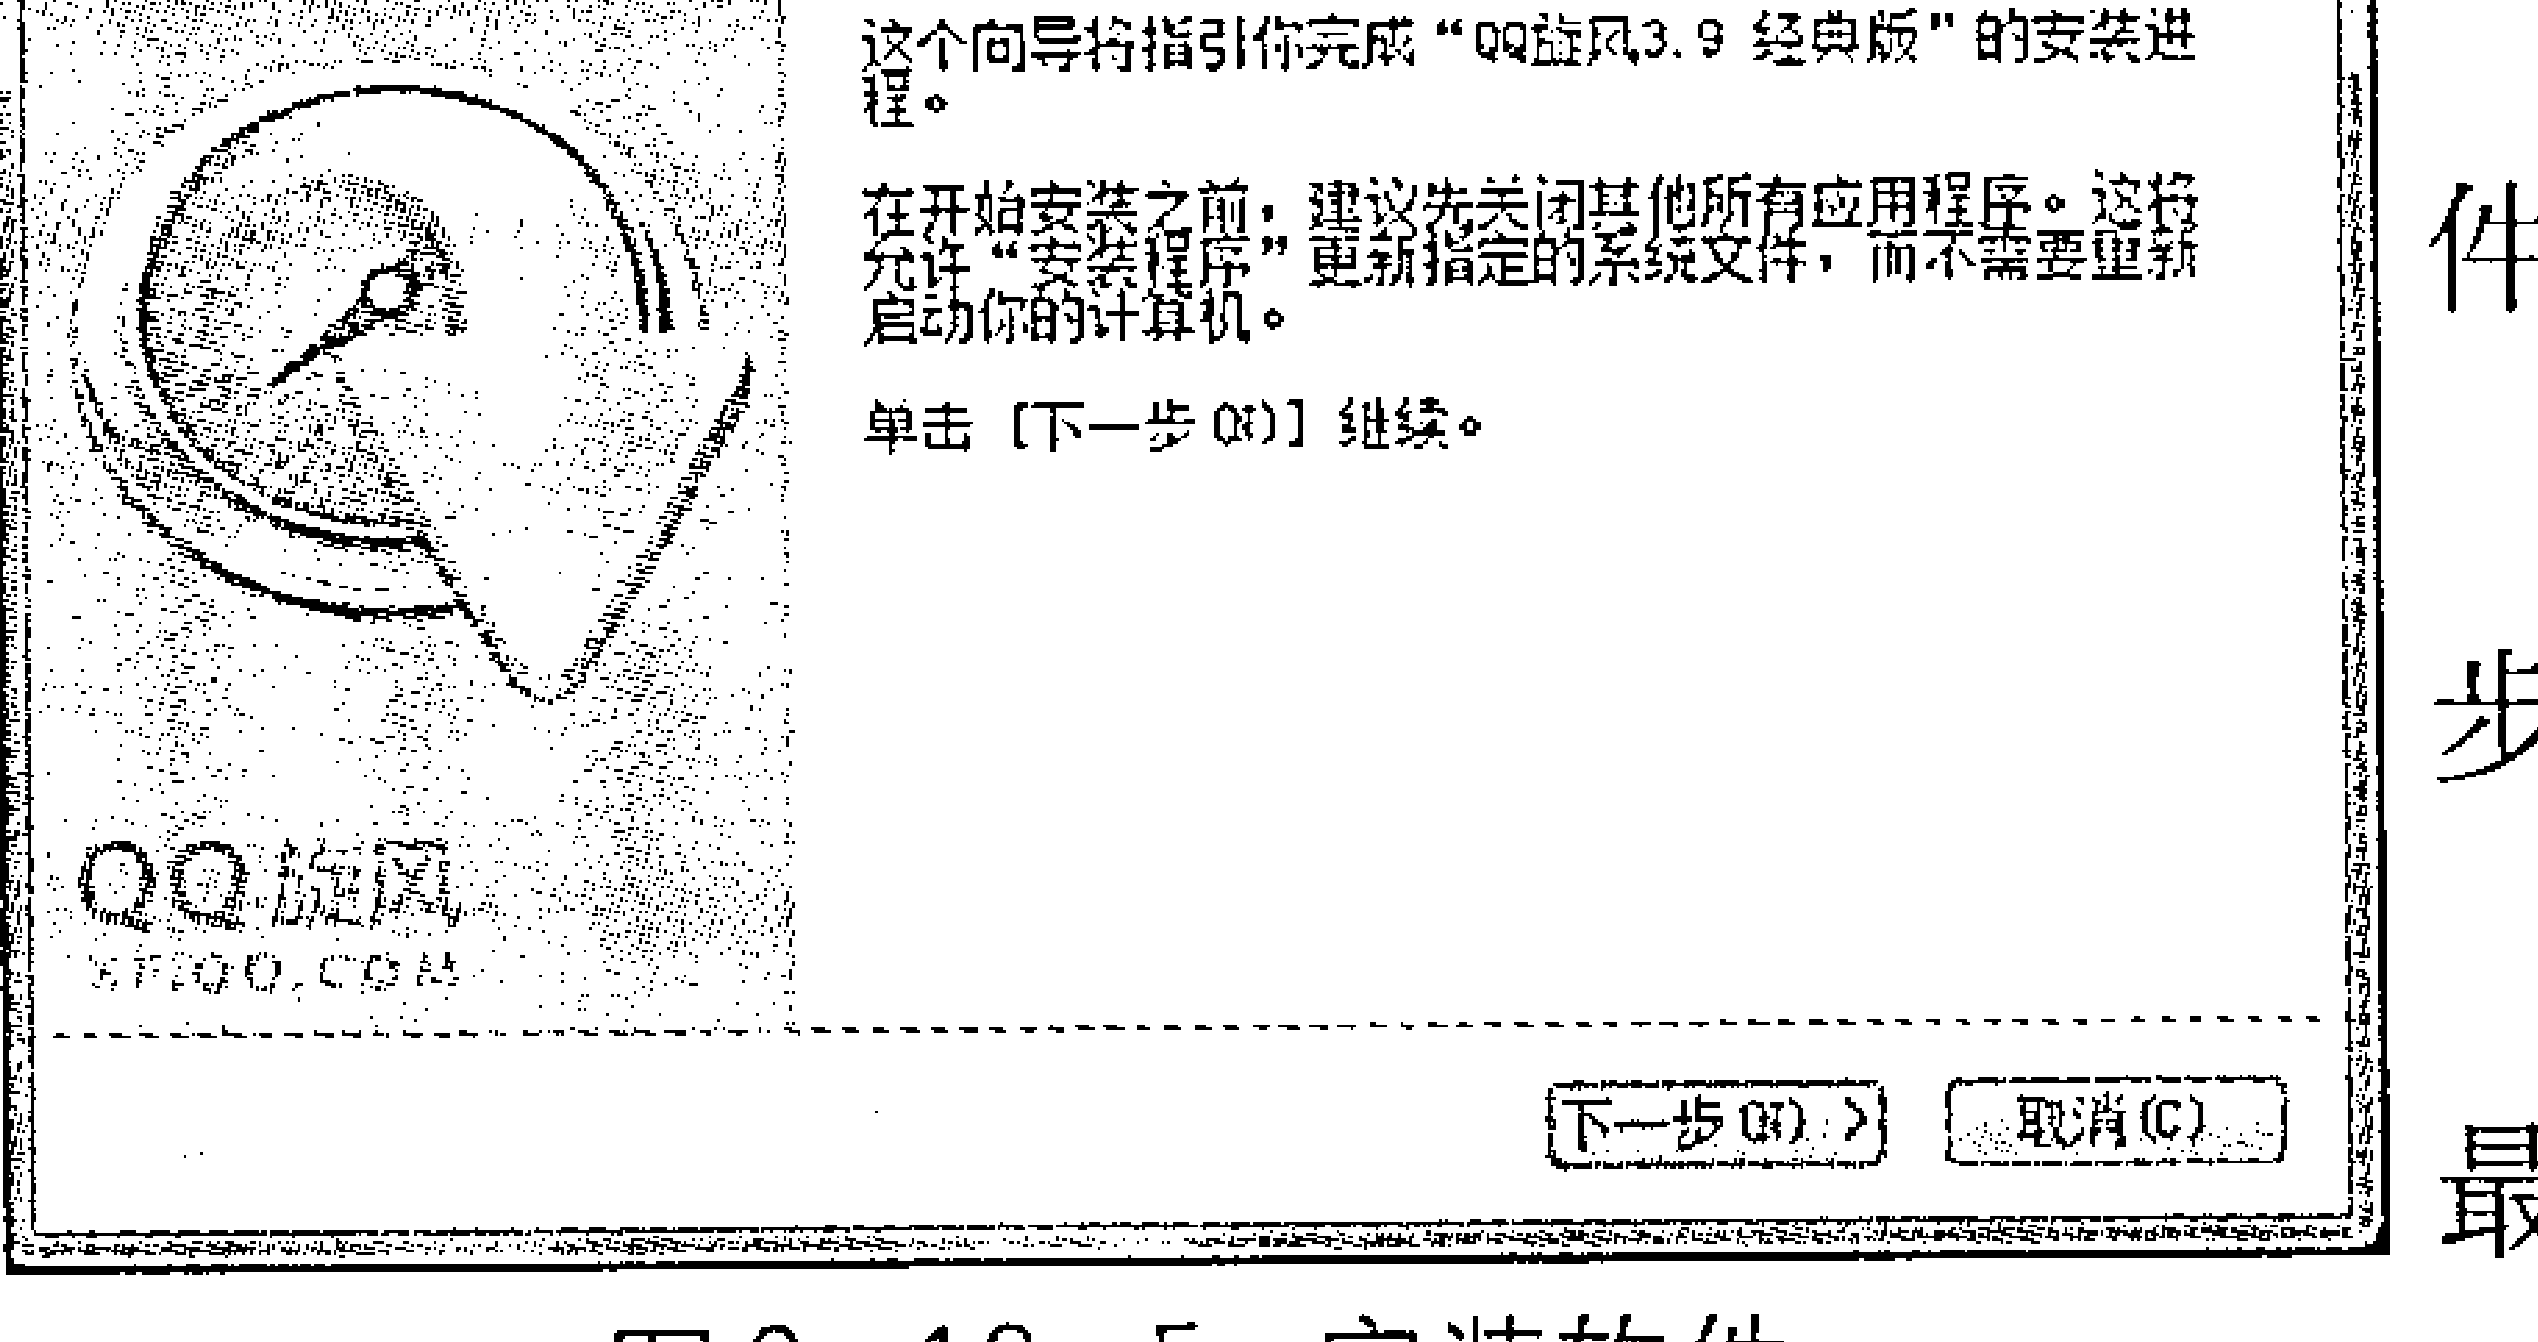 这个向导将指引你完成“QQ旋风3.9 经典版”的安装进
程。
在开始安装之前，建议先关闭其他所有应用程序。这将
允许“安装程序”更新指定的系统文件，而不需要重新
启动你的计算机。
单击 [下一步(N)] 继续。
QQ旋风
下一步(N) >
取消(C)
件
步
最
安装软件